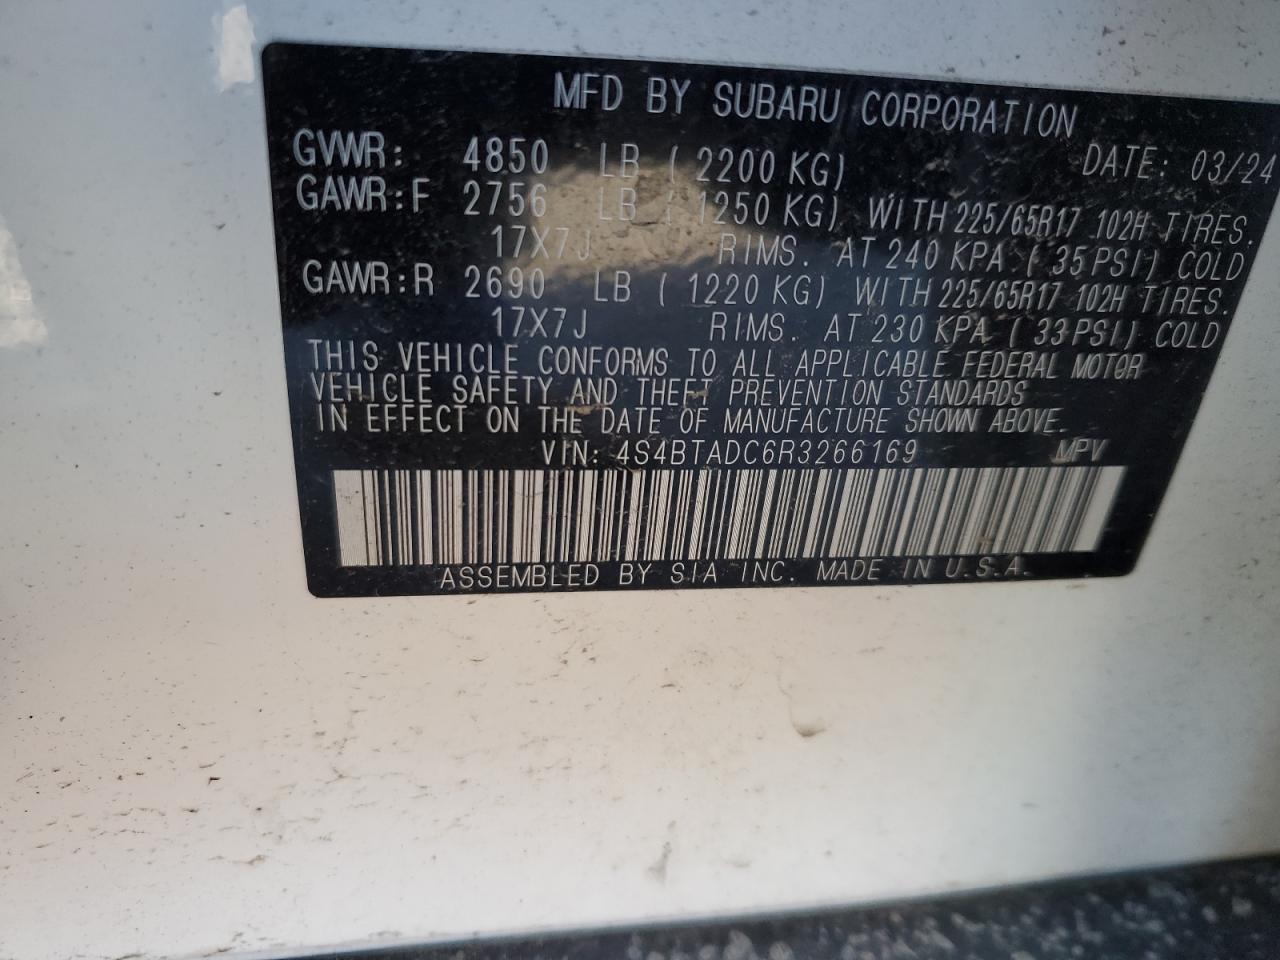 MFD BY SUBARU CORPORATION
GVWR: 4850 LB (2200 KG) DATE: 03/24
GAWR:F 2756 LB (1250 KG) WITH 225/65R17 102H TIRES.
17X7J RIMS. AT 240 KPA (35PSI) COLD
GAWR:R 2690 LB (1220 KG) WITH 225/65R17 102H TIRES.
17X7J RIMS. AT 230 KPA (33PSI) COLD
THIS VEHICLE CONFORMS TO ALL APPLICABLE FEDERAL MOTOR
VEHICLE SAFETY AND THEFT PREVENTION STANDARDS
IN EFFECT ON THE DATE OF MANUFACTURE SHOWN ABOVE.
VIN: 4S4BTADC6R3266169 MPV
ASSEMBLED BY SIA INC. MADE IN U.S.A.